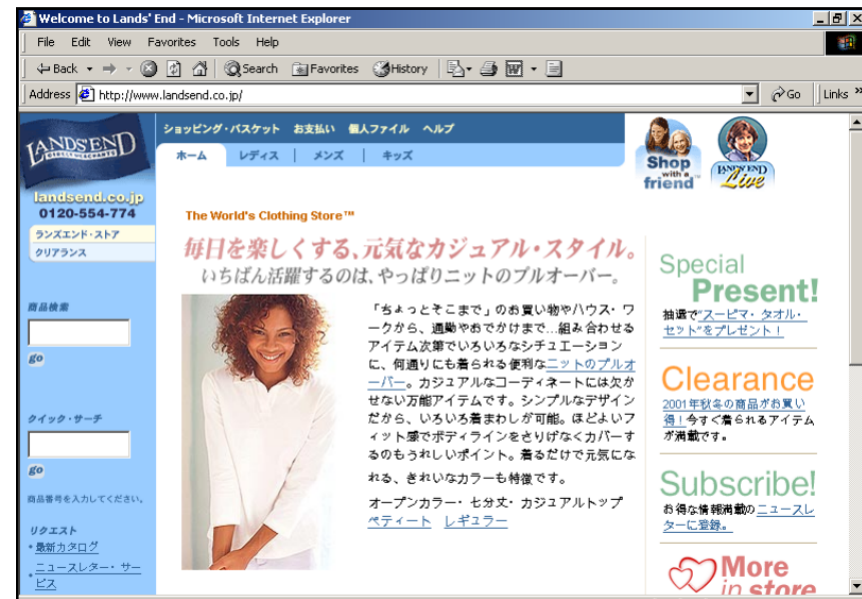 Welcome to Lands' End - Microsoft Internet Explorer
File Edit View Favorites Tools Help
Back Search Favorites History
Address http://www.landsend.co.jp/ Go Links »
ショッピング・バスケット お支払い 個人ファイル ヘルプ
ホーム レディス | メンズ | キッズ
LANDS' END
DIRECT MERCHANTS
Shop
with a
friend™
LANDS' END
Live
landsend.co.jp
0120-554-774
ランズエンド・ストア
クリアランス
商品検索
go
クイック・サーチ
go
商品番号を入力してください。
リクエスト
・最新カタログ
・ニュースレター・サー
ビス
The World's Clothing Store™
毎日を楽しくする、元気なカジュアル・スタイル。
いちばん活躍するのは、やっぱりニットのプルオーバー。
「ちょっとそこまで」のお買い物やハウス・ワ
ークから、通勤やおでかけまで...組み合わせる
アイテム次第でいろいろなシチュエーション
に、何通りにも着られる便利なニットのプルオ
ーバー。カジュアルなコーディネートには欠か
せない万能アイテムです。シンプルなデザイン
だから、いろいろ着まわしが可能。ほどよいフ
ィット感でボディラインをさりげなくカバーす
るのもうれしいポイント。着るだけで元気にな
れる、きれいなカラーも特徴です。
オープンカラー・七分丈・カジュアルトップ
ペティート レギュラー
Special
Present!
抽選で"スーピマ・タオル・
セット"をプレゼント！
Clearance
2001年秋冬の商品がお買い
得！今すぐ着られるアイテム
が満載です。
Subscribe!
お得な情報満載のニュースレ
ターに登録。
More
in store